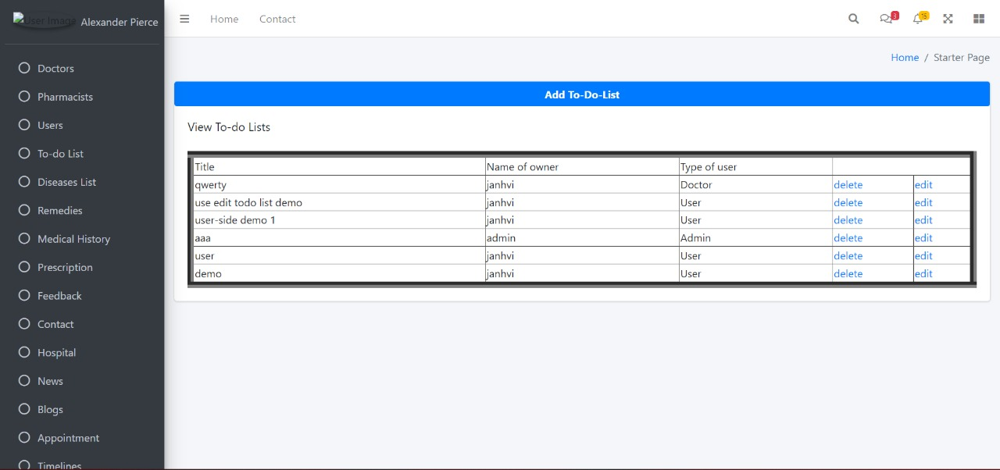 User Image Alexander Pierce
Home Contact
3 15
Home / Starter Page
Doctors
Pharmacists
Users
To-do List
Diseases List
Remedies
Medical History
Prescription
Feedback
Contact
Hospital
News
Blogs
Appointment
Timelines
Add To-Do-List
View To-do Lists
Title Name of owner Type of user
qwerty janhvi Doctor delete edit
use edit todo list demo janhvi User delete edit
user-side demo 1 janhvi User delete edit
aaa admin Admin delete edit
user janhvi User delete edit
demo janhvi User delete edit